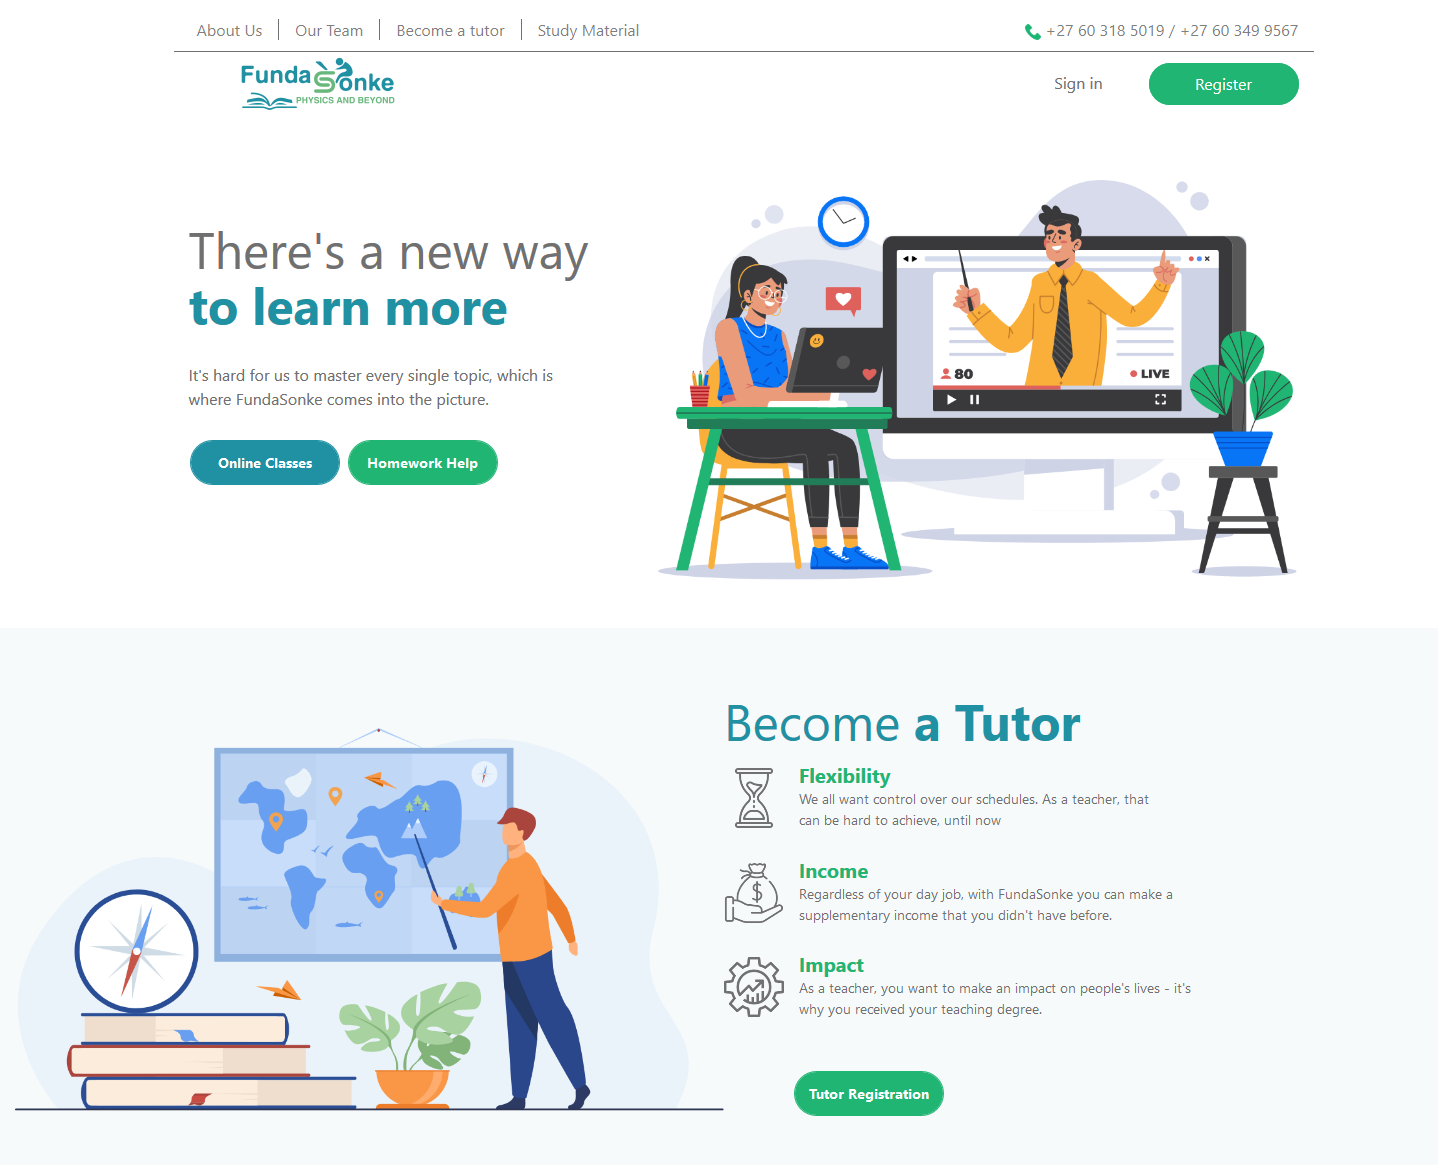 About Us
Our Team
Become a tutor
Study Material
+27 60 318 5019 / +27 60 349 9567
FundaSonke
PHYSICS AND BEYOND
Sign in
Register
There's a new way
to learn more
It's hard for us to master every single topic, which is
where FundaSonke comes into the picture.
Online Classes
Homework Help
80
LIVE
Become a Tutor
Flexibility
We all want control over our schedules. As a teacher, that
can be hard to achieve, until now
Income
Regardless of your day job, with FundaSonke you can make a
supplementary income that you didn't have before.
Impact
As a teacher, you want to make an impact on people's lives - it's
why you received your teaching degree.
Tutor Registration